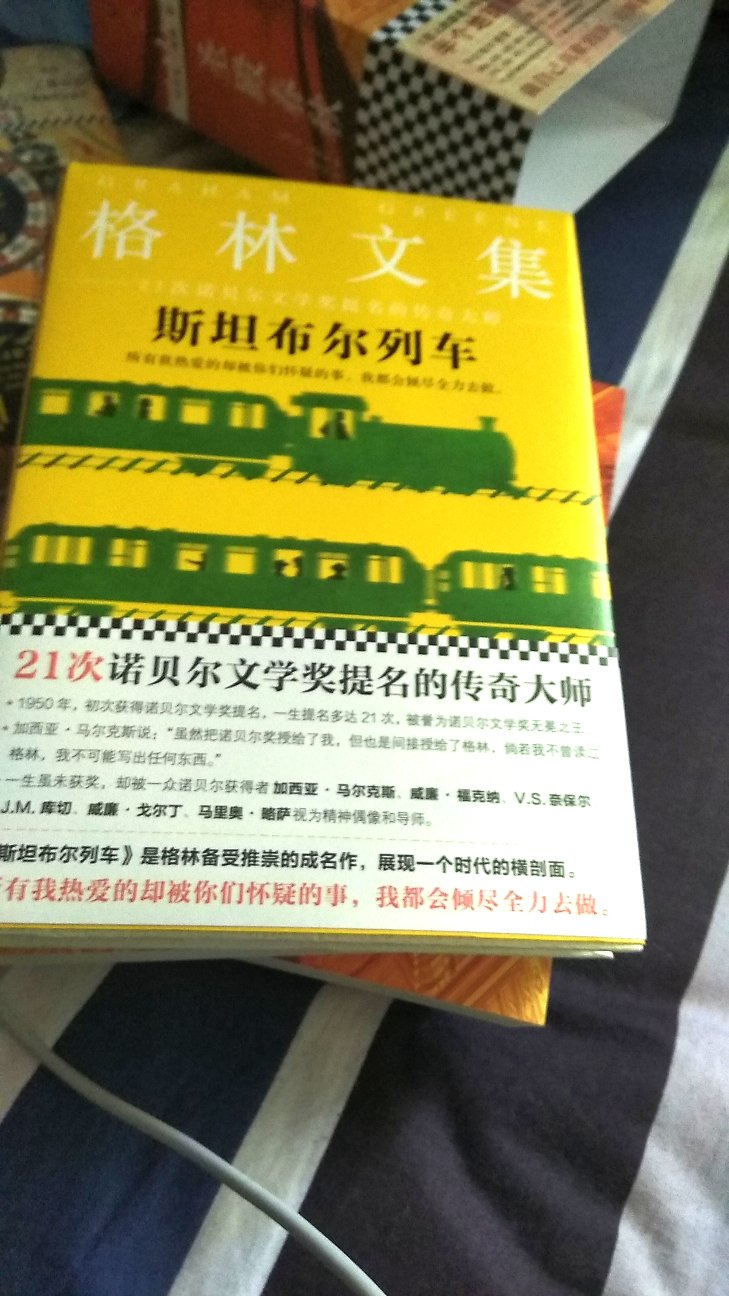 GRAHAM GREENE
格林文集
21次诺贝尔文学奖提名的传奇大师
斯坦布尔列车
所有我热爱的却被你们怀疑的事,我都会倾尽全力去做。
21次诺贝尔文学奖提名的传奇大师
• 1950年,初次获得诺贝尔文学奖提名,一生提名多达21次,被誉为诺贝尔文学奖无冕之王
• 加西亚·马尔克斯说:“虽然把诺贝尔奖授给了我,但也是间接授给了格林,倘若我不曾读
格林,我不可能写出任何东西。”
一生虽未获奖,却被一众诺贝尔获得者 加西亚·马尔克斯、威廉·福克纳、V.S.奈保尔
J.M.库切、威廉·戈尔丁、马里奥·略萨视为精神偶像和导师。
斯坦布尔列车》是格林备受推崇的成名作,展现一个时代的横剖面。
有我热爱的却被你们怀疑的事,我都会倾尽全力去做。